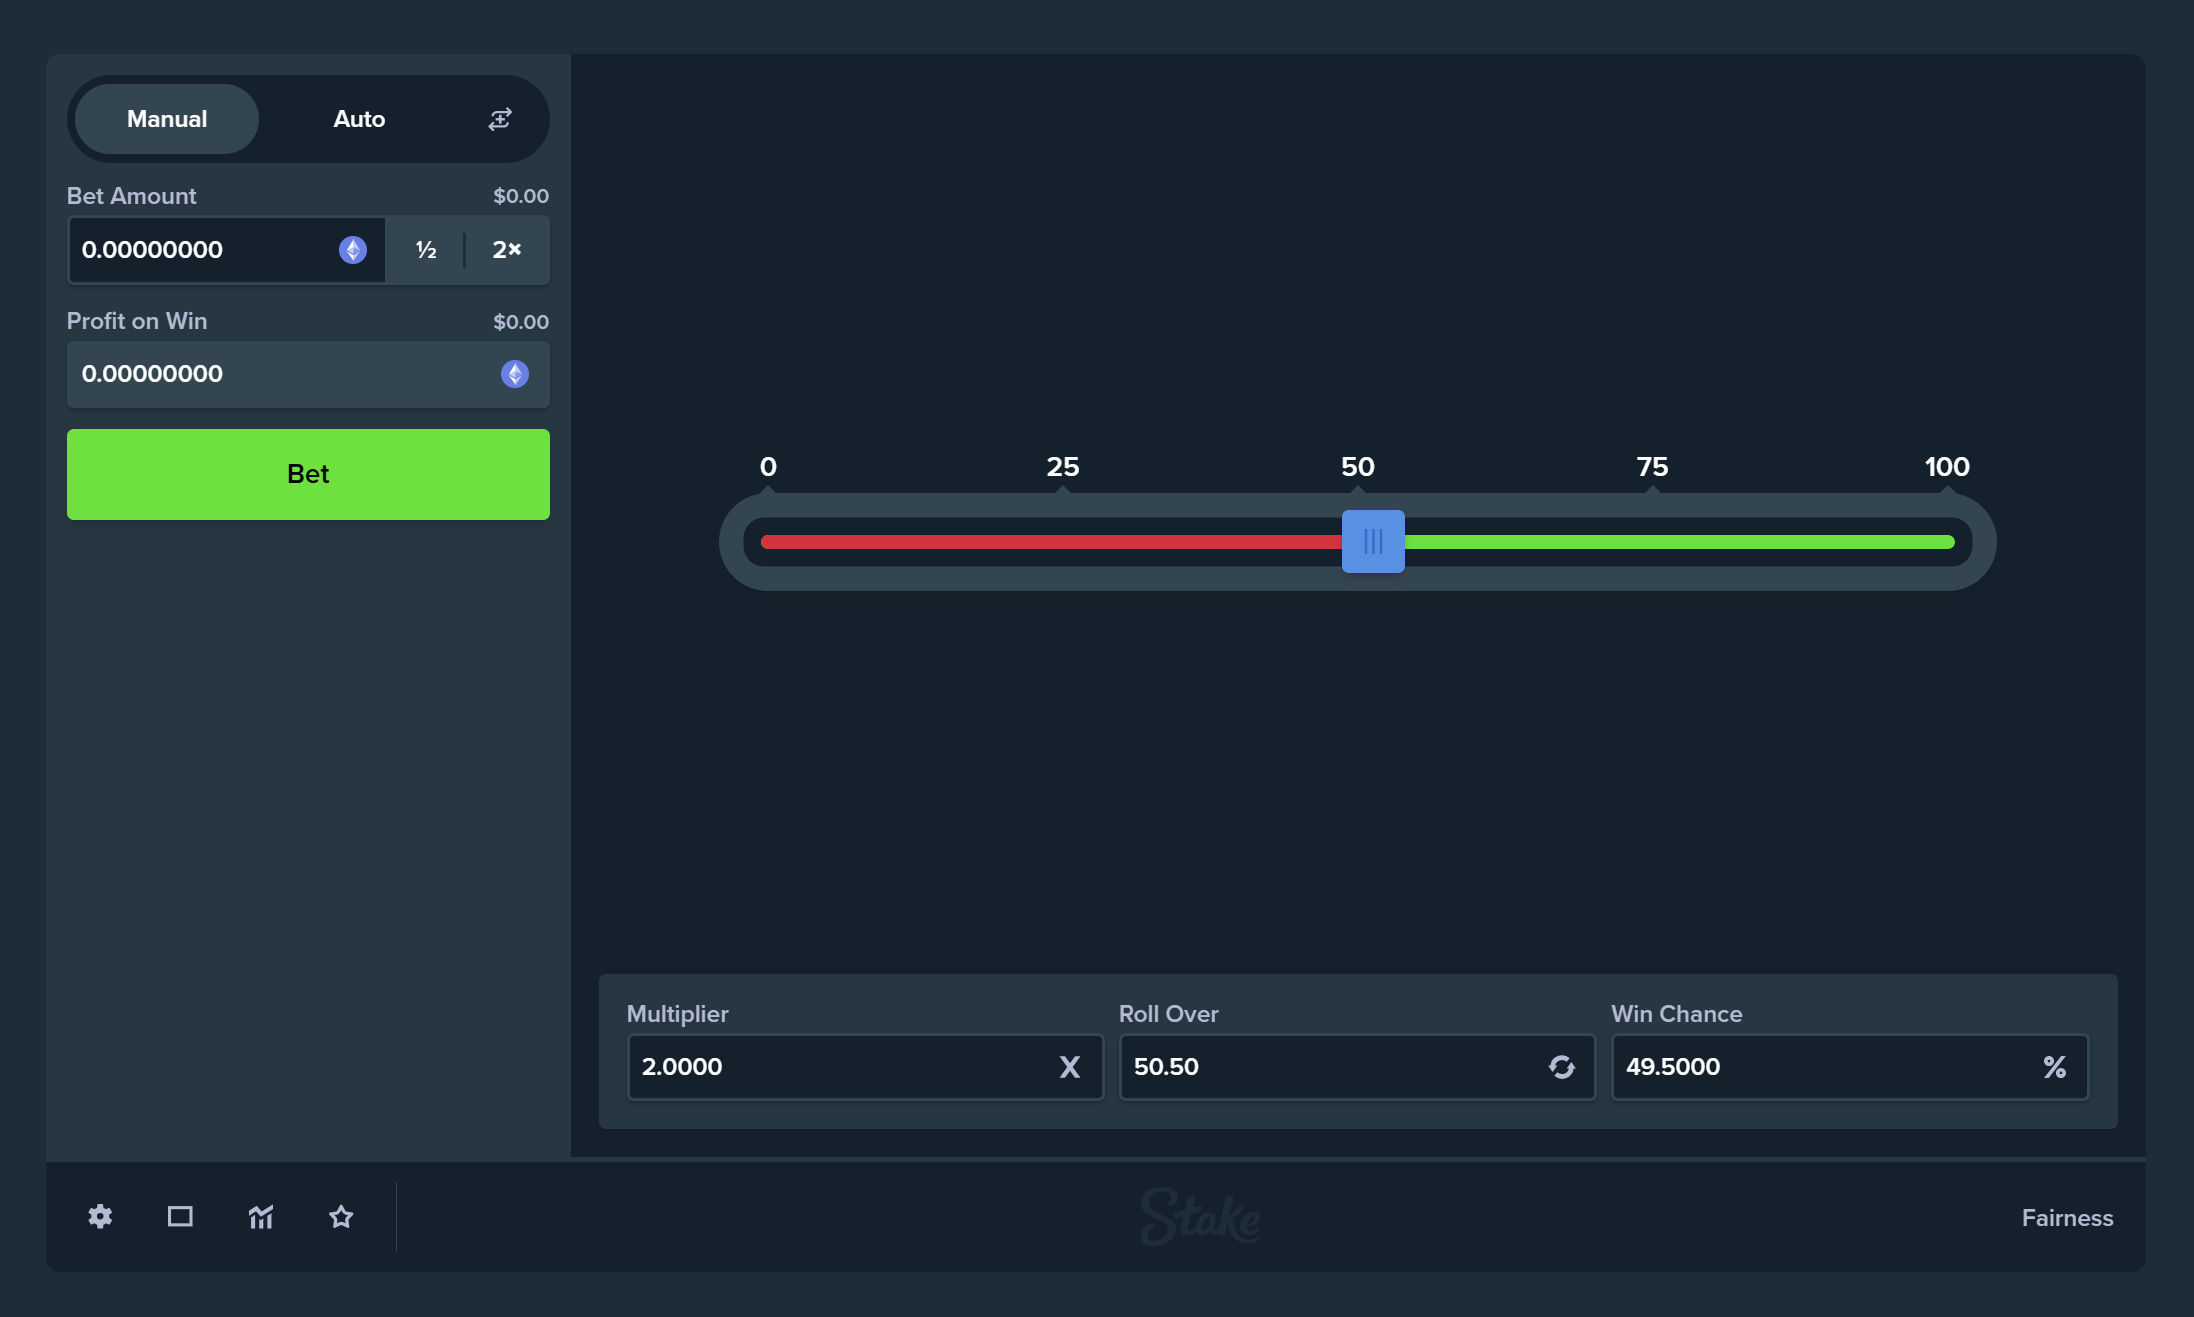 Manual Auto
Bet Amount $0.00
0.00000000 ½ 2×
Profit on Win $0.00
0.00000000
Bet
0 25 50 75 100
Multiplier Roll Over Win Chance
2.0000 X 50.50 49.5000 %
Stake
Fairness